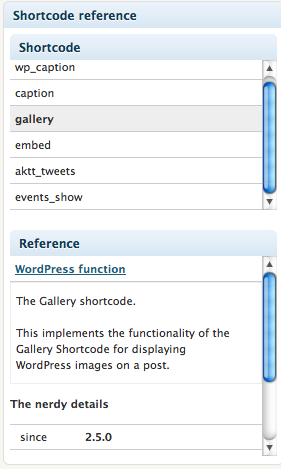 Shortcode reference
Shortcode
wp_caption
caption
gallery
embed
aktt_tweets
events_show
Reference
WordPress function
The Gallery shortcode.
This implements the functionality of the
Gallery Shortcode for displaying
WordPress images on a post.
The nerdy details
since 2.5.0